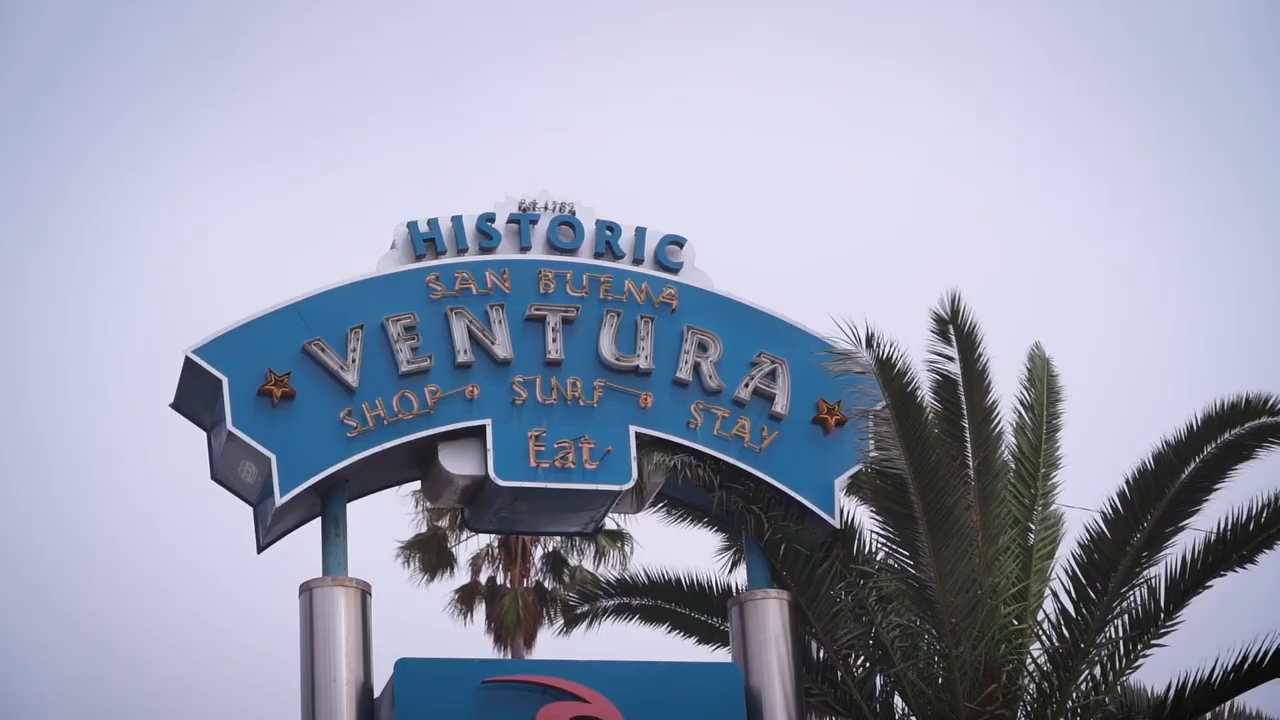 Est. 1782
HISTORIC
SAN BUENA
VENTURA
SHOP SURF STAY
Eat